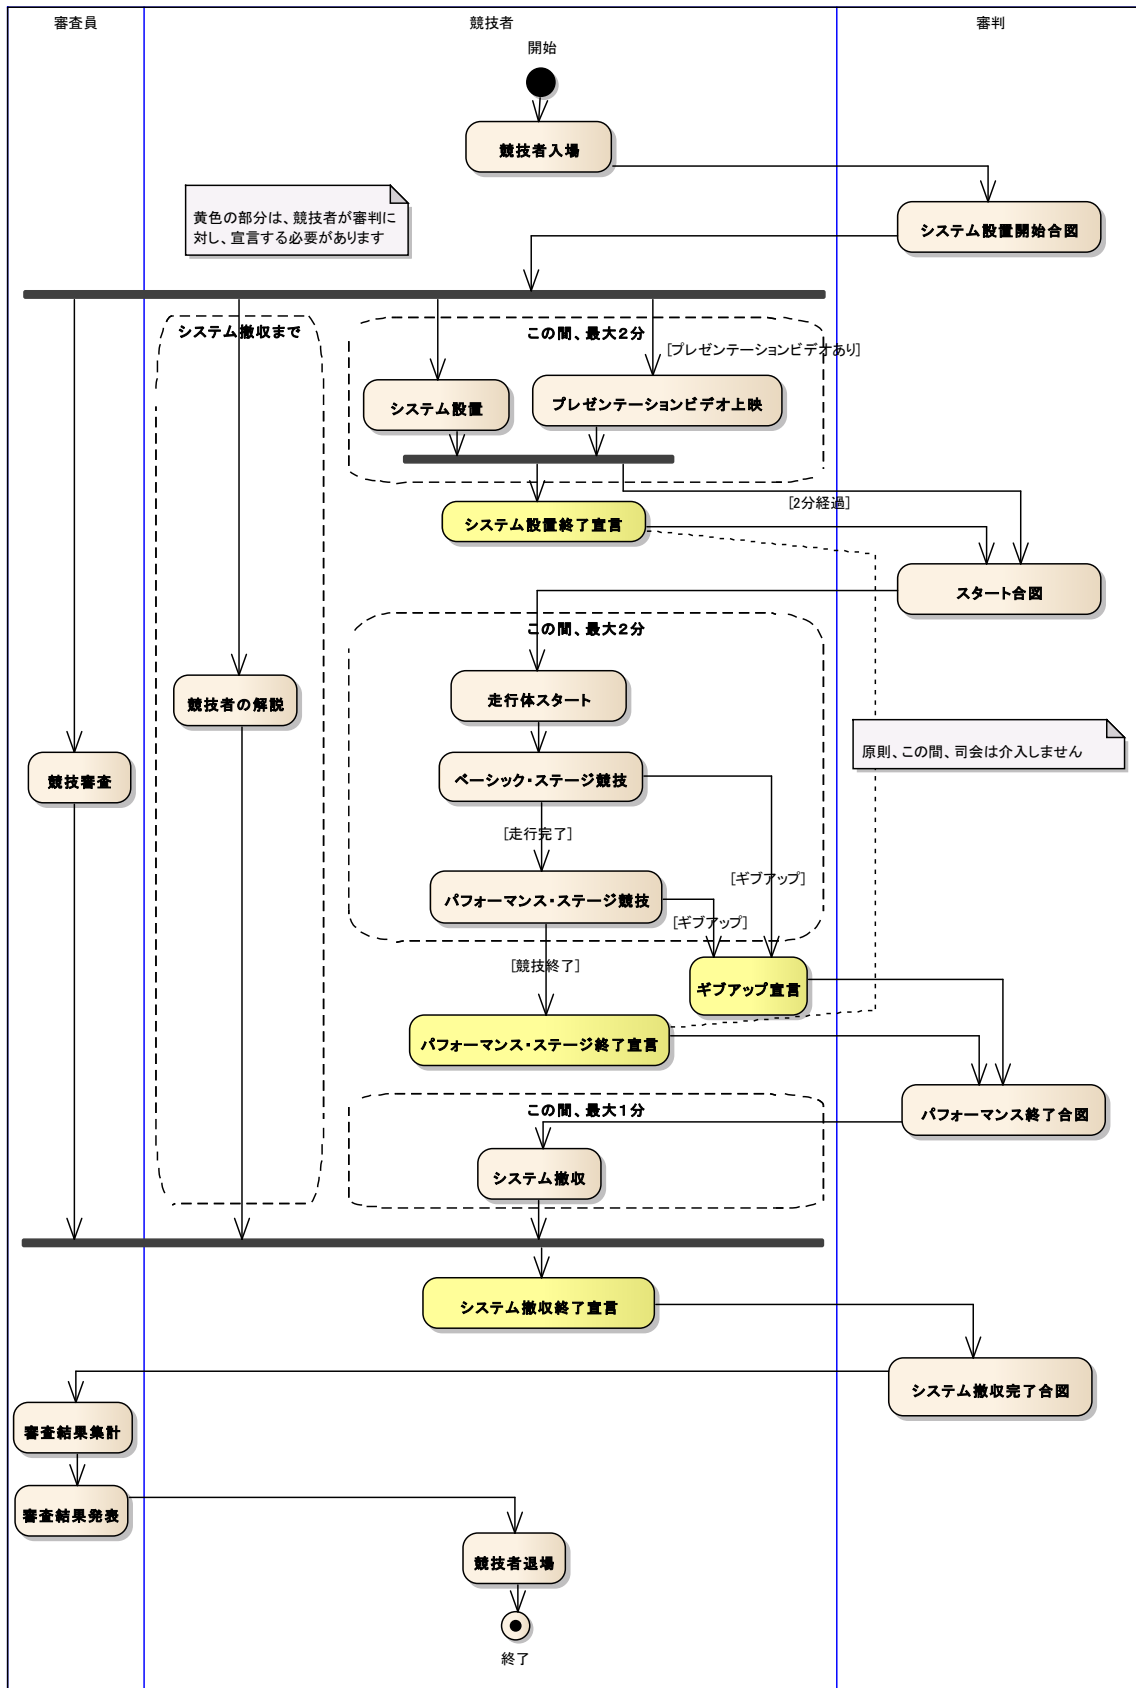 審査員
競技者
審判
開始
競技者入場
黄色の部分は、競技者が審判に
対し、宣言する必要があります
システム設置開始合図
システム撤収まで
この間、最大２分
[プレゼンテーションビデオあり]
システム設置
プレゼンテーションビデオ上映
[2分経過]
システム設置終了宣言
スタート合図
この間、最大２分
走行体スタート
競技者の解説
原則、この間、司会は介入しません
競技審査
ベーシック・ステージ競技
[走行完了]
[ギブアップ]
パフォーマンス・ステージ競技
[ギブアップ]
[競技終了]
ギブアップ宣言
パフォーマンス・ステージ終了宣言
この間、最大１分
パフォーマンス終了合図
システム撤収
システム撤収終了宣言
システム撤収完了合図
審査結果集計
審査結果発表
競技者退場
終了